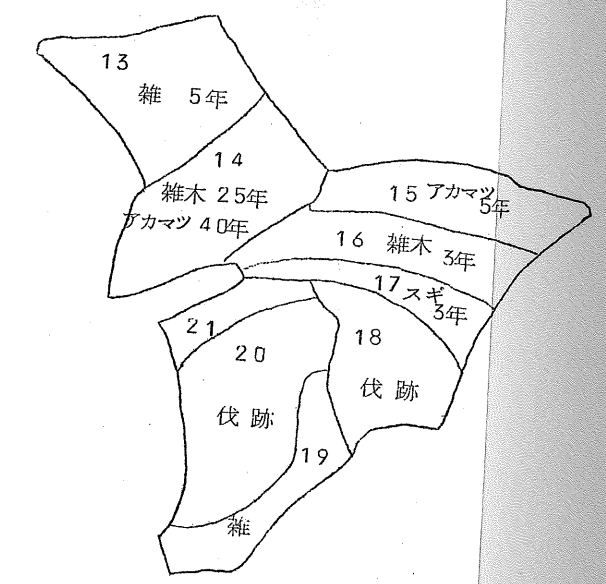 13
雑 5年
14
雑木 25年
アカマツ 40年
15 アカマツ
5年
16 雑木 3年
17 スギ
3年
18
伐跡
19
雑
20
伐跡
21